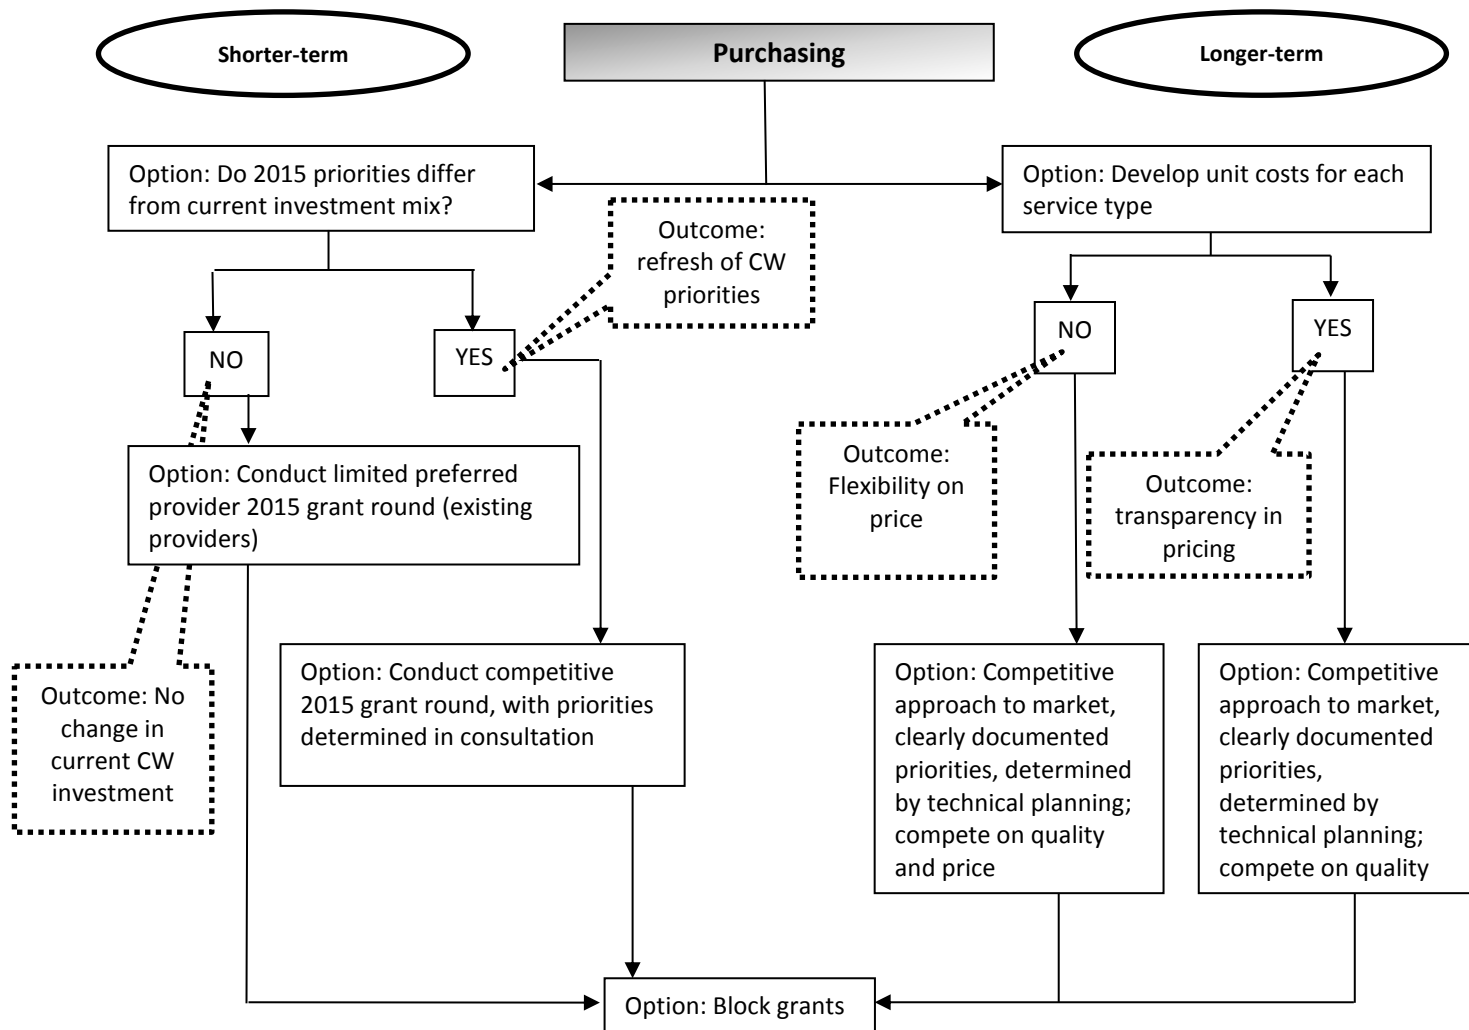 Shorter-term
Purchasing
Longer-term
Option: Do 2015 priorities differ
from current investment mix?
Option: Develop unit costs for each
service type
Outcome:
refresh of CW
priorities
NO
YES
NO
YES
Option: Conduct limited preferred
provider 2015 grant round (existing
providers)
Outcome:
Flexibility on
price
Outcome:
transparency in
pricing
Outcome: No
change in
current CW
investment
Option: Conduct competitive
2015 grant round, with priorities
determined in consultation
Option: Competitive
approach to market,
clearly documented
priorities, determined
by technical planning;
compete on quality
and price
Option: Competitive
approach to market,
clearly documented
priorities,
determined by
technical planning;
compete on quality
Option: Block grants